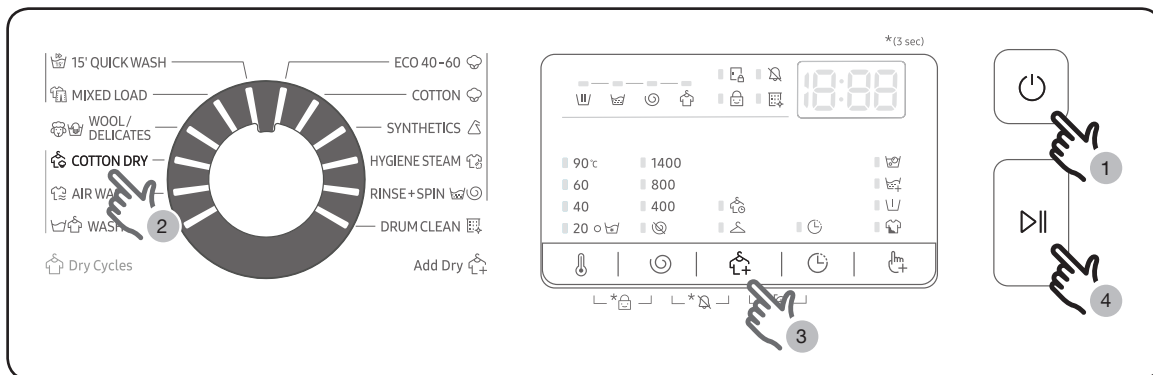 *(3 sec)
15' QUICK WASH
MIXED LOAD
WOOL /
DELICATES
COTTON DRY
AIR
Dry Cycles
ECO 40-60
COTTON
SYNTHETICS
HYGIENE STEAM
RINSE+SPIN
DRUM CLEAN
Add Dry
2
18:88
90℃ 1400
60 800
40 400
20
*
*
3
1
4